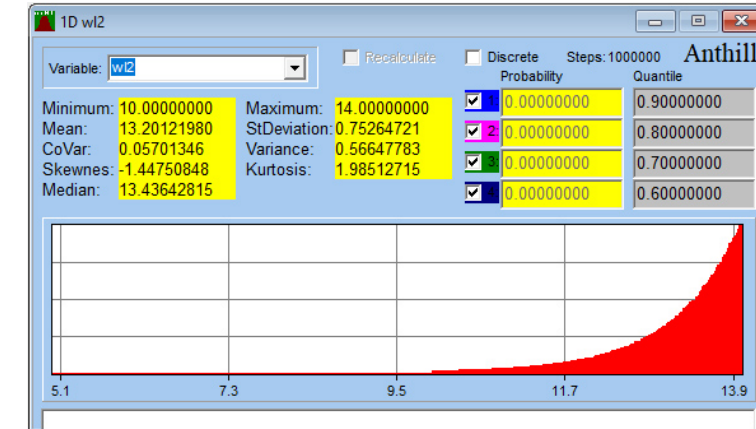 1D wl2
Variable: wl2
Recalculate
Discrete Steps:1000000 Anthill
Probability Quantile
Minimum: 10.00000000 Maximum: 14.00000000
Mean: 13.20121980 StDeviation: 0.75264721
CoVar: 0.05701346 Variance: 0.56647783
Skewnes: -1.44750848 Kurtosis: 1.98512715
Median: 13.43642815
1 0.00000000 0.90000000
2 0.00000000 0.80000000
3 0.00000000 0.70000000
0.00000000 0.60000000
5.1 7.3 9.5 11.7 13.9